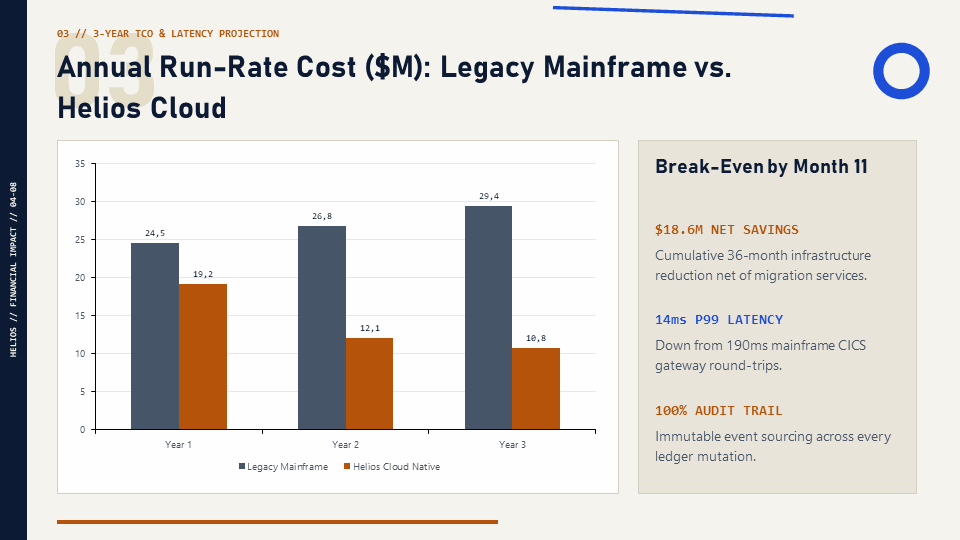 03 // 3-YEAR TCO & LATENCY PROJECTION
03
Annual Run-Rate Cost ($M): Legacy Mainframe vs.
Helios Cloud
HELIOS // FINANCIAL IMPACT // 04-08
35
30
25
20
15
10
5
0
24,5
19,2
26,8
12,1
29,4
10,8
Year 1
Year 2
Year 3
Legacy Mainframe
Helios Cloud Native
Break-Even by Month 11
$18.6M NET SAVINGS
Cumulative 36-month infrastructure
reduction net of migration services.
14ms P99 LATENCY
Down from 190ms mainframe CICS
gateway round-trips.
100% AUDIT TRAIL
Immutable event sourcing across every
ledger mutation.